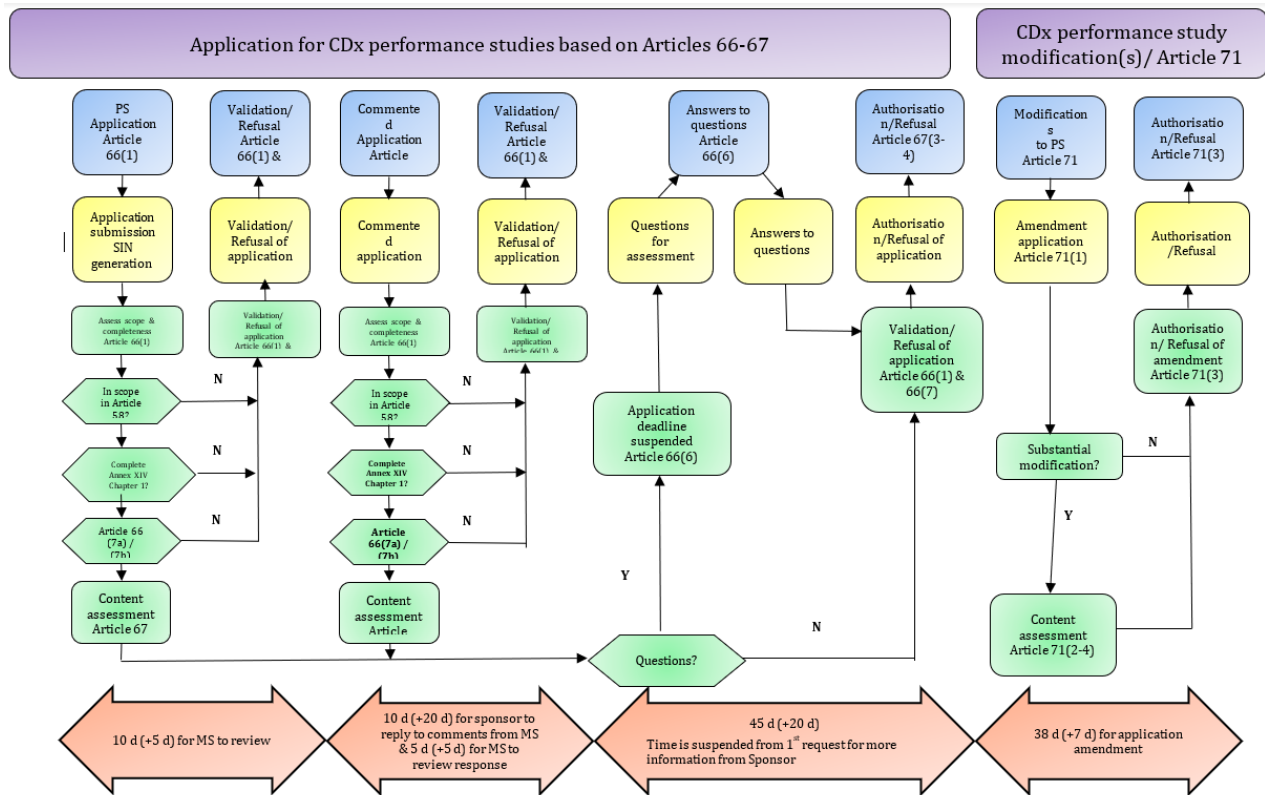 Application for CDx performance studies based on Articles 66-67
CDx performance study
modification(s)/ Article 71
PS
Application
Article
66(1)
Validation/
Refusal
Article
66(1) &
Commente
d
Application
Article
Validation/
Refusal
Article
66(1) &
Answers to
questions
Article
66(6)
Authorisatio
n/Refusal
Article 67(3-
4)
Modification
s
to PS
Article 71
Authorisatio
n/Refusal
Article 71(3)
Application
submission
SIN
generation
Validation/
Refusal of
application
Commente
d
application
Validation/
Refusal of
application
Questions
for
assessment
Answers to
questions
Authorisatio
n/Refusal of
application
Amendment
application
Article 71(1)
Authorisation
/Refusal
Assess scope &
completeness
Article 66(1)
Validation/
Refusal of
application
Article 66(1) &
Assess scope &
completeness
Article 66(1)
Validation/
Refusal of
application
Article 66(1) &
Validation/
Refusal of
application
Article 66(1) &
66(7)
Authorisatio
n/ Refusal of
amendment
Article 71(3)
In scope
in Article
58?
N
In scope
in Article
58?
N
Application
deadline
suspended
Article 66(6)
Complete
Annex XIV
Chapter 1?
N
Complete
Annex XIV
Chapter 1?
N
Substantial
modification?
N
Article 66
(7a) /
(7b)
N
Article
66(7a) /
(7b)
N
Y
Y
Content
assessment
Article 67
Content
assessment
Article
Questions?
N
Content
assessment
Article 71(2-4)
10 d (+5 d) for MS to review
10 d (+20 d) for sponsor to
reply to comments from MS
& 5 d (+5 d) for MS to
review response
45 d (+20 d)
Time is suspended from 1st request for more
information from Sponsor
38 d (+7 d) for application
amendment